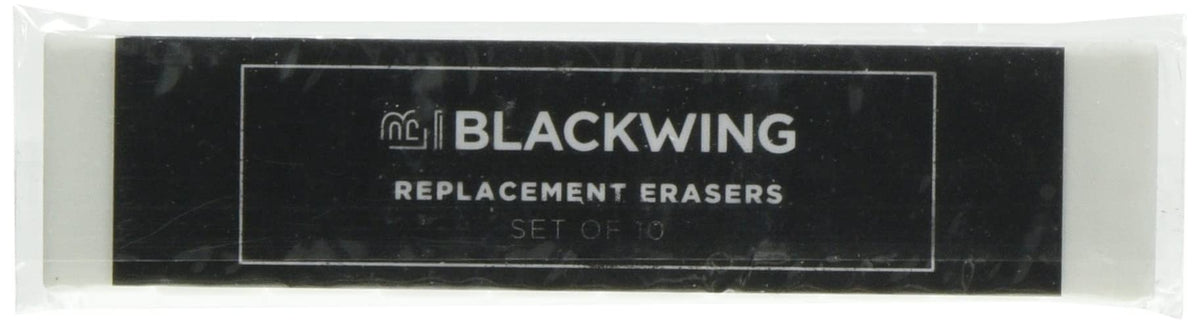 BLACKWING
REPLACEMENT ERASERS
SET OF 10